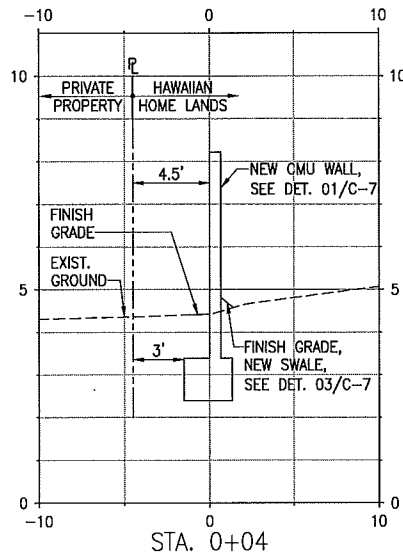 -10 0 10
℄
10 PRIVATE HAWAIIAN 10
PROPERTY HOME LANDS
4.5'
NEW CMU WALL,
SEE DET. 01/C-7
FINISH
GRADE
EXIST.
GROUND
5 5
3'
FINISH GRADE,
NEW SWALE,
SEE DET. 03/C-7
0 0
-10 0 10
STA. 0+04